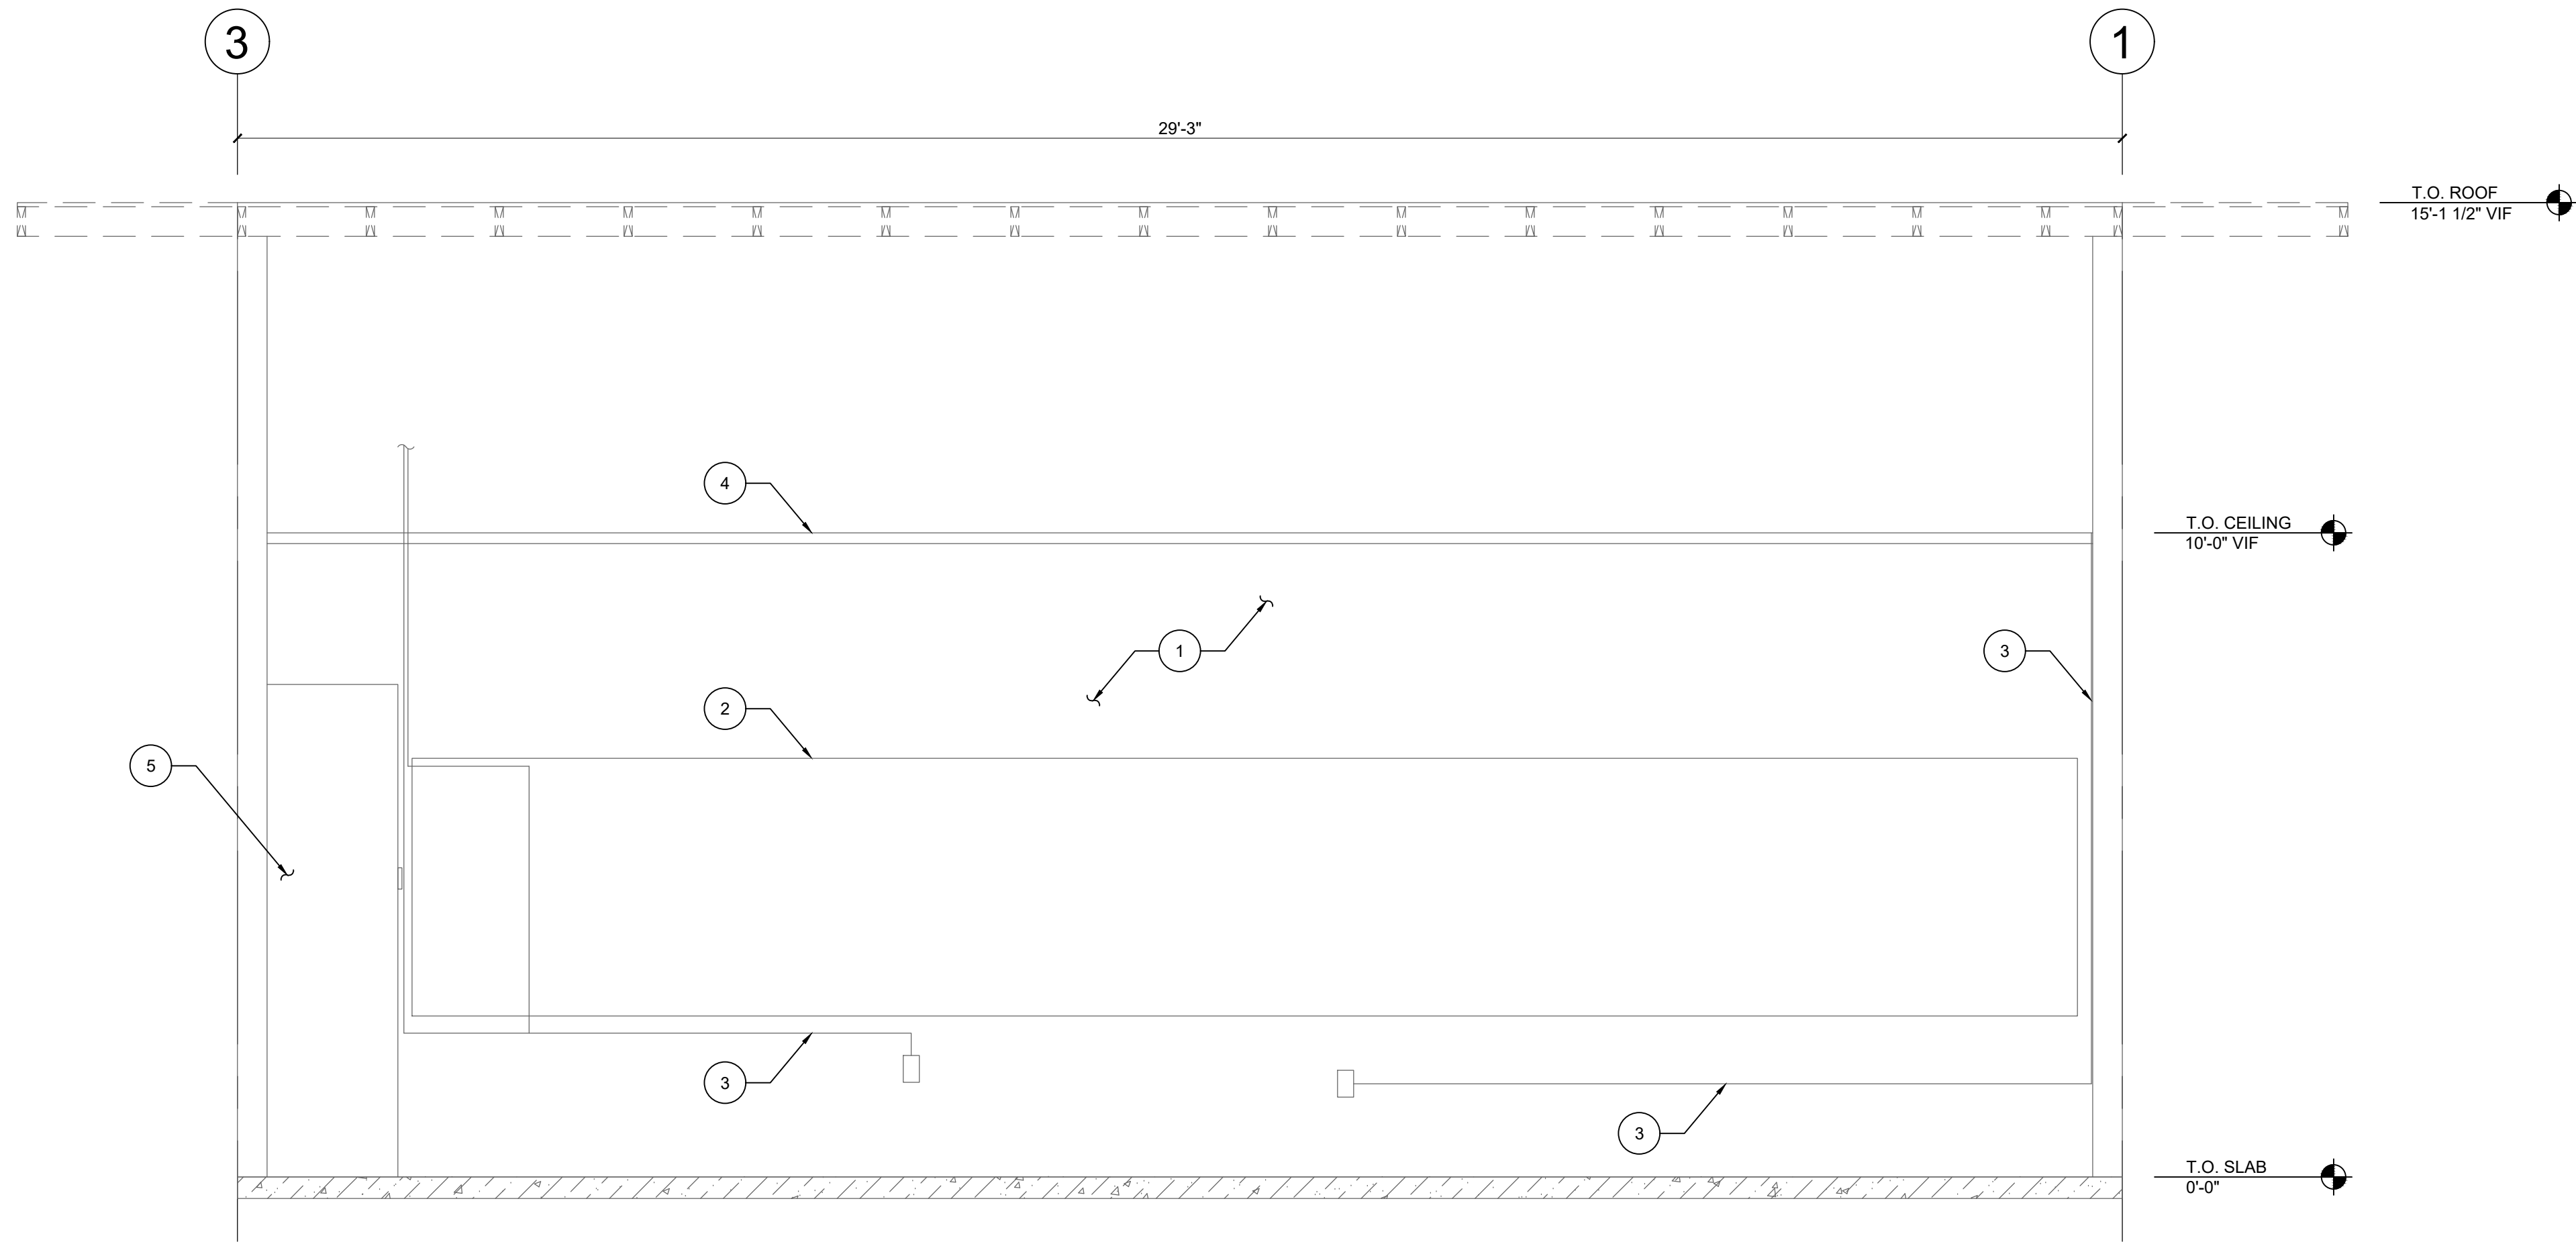 3
1
29'-3"
T.O. ROOF
15'-1 1/2" VIF
4
T.O. CEILING
10'-0" VIF
1
3
2
5
3
3
T.O. SLAB
0'-0"